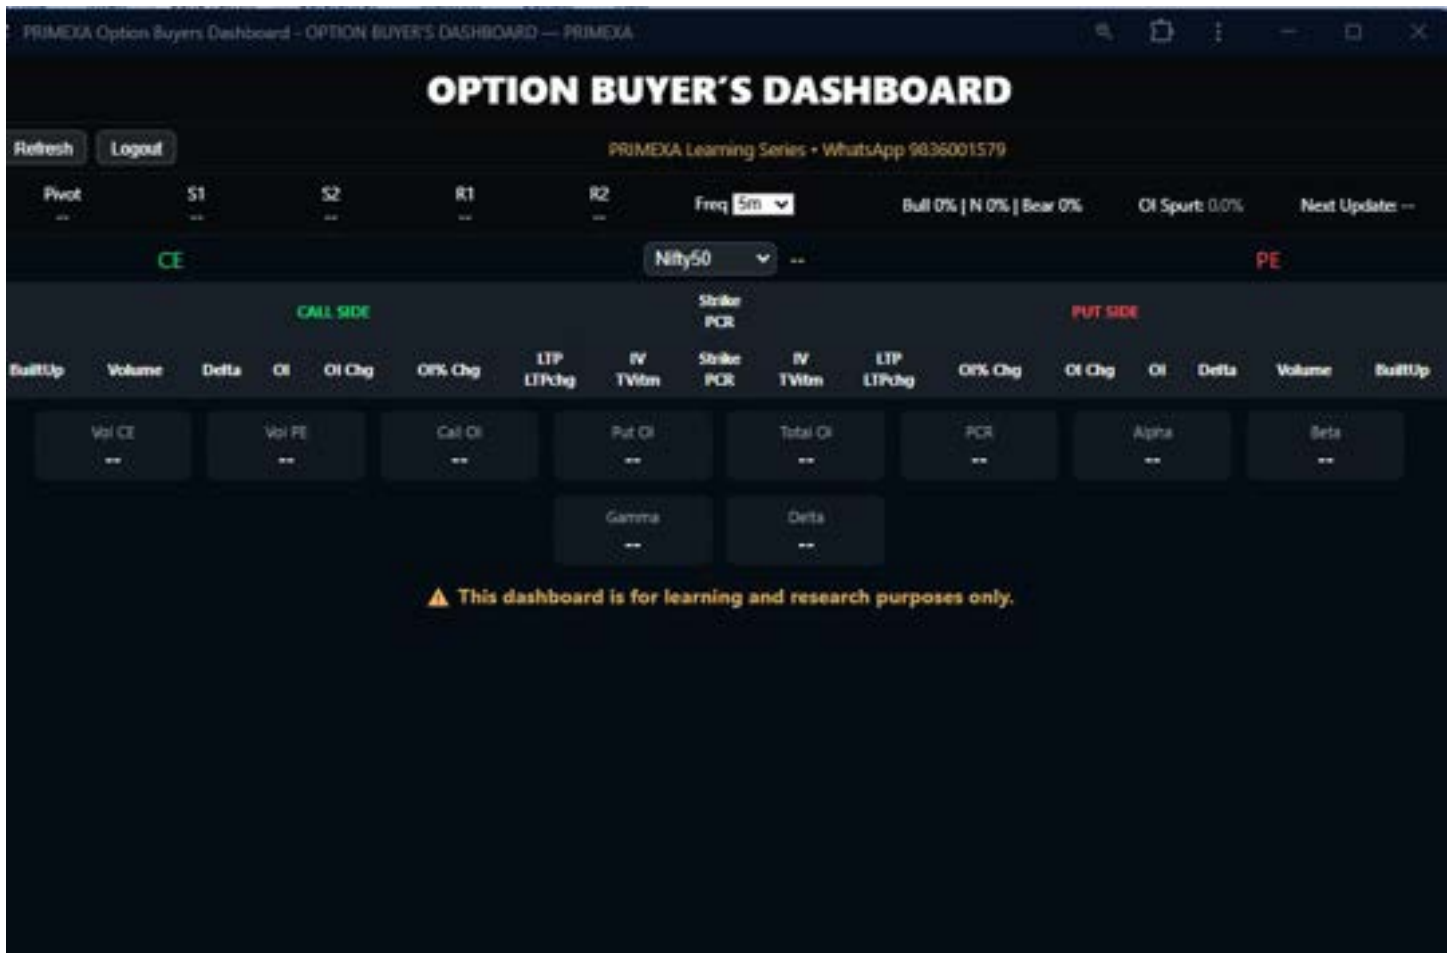 PRIMEXA Option Buyers Dashboard - OPTION BUYER'S DASHBOARD — PRIMEXA
OPTION BUYER'S DASHBOARD
Refresh Logout PRIMEXA Learning Series • WhatsApp 9836001579
Pivot S1 S2 R1 R2 Freq 5m Bull 0% | N 0% | Bear 0% OI Spurt: 0.0% Next Update: --
-- -- -- -- --
CE Nifty50 -- PE
CALL SIDE Strike PCR PUT SIDE
BuiltUp Volume Delta OI OI Chg OI% Chg LTP LTPchg IV TVitm Strike PCR IV TVitm LTP LTPchg OI% Chg OI Chg OI Delta Volume BuiltUp
Vol CE Vol PE Call OI Put OI Total OI PCR Alpha Beta
-- -- -- -- -- -- -- --
Gamma Delta
-- --
⚠ This dashboard is for learning and research purposes only.